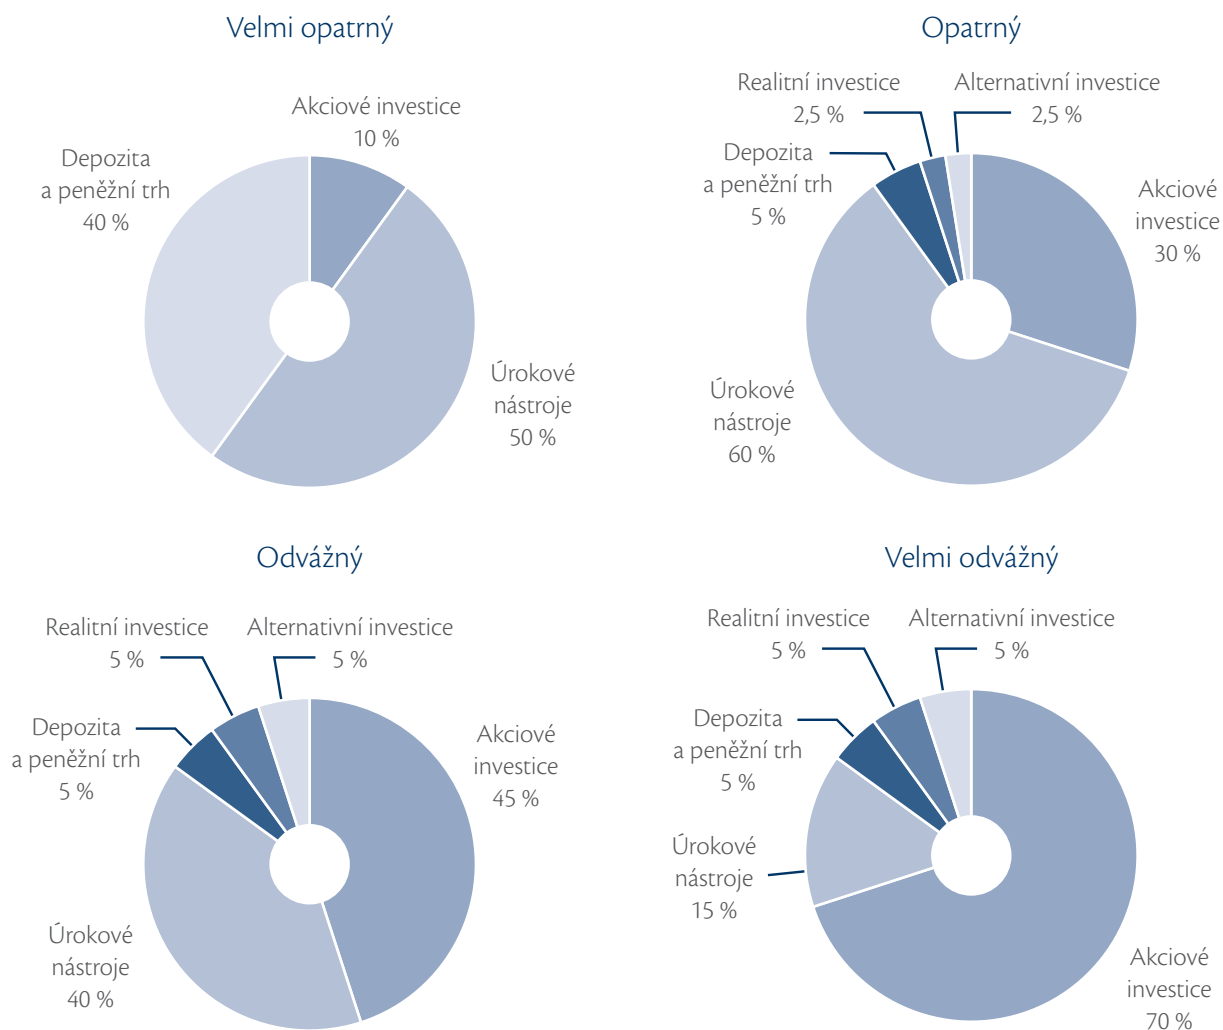 Velmi opatrný
Akciové investice
10 %
Depozita
a peněžní trh
40 %
Úrokové
nástroje
50 %
Opatrný
Realitní investice
2,5 %
Alternativní investice
2,5 %
Depozita
a peněžní trh
5 %
Akciové
investice
30 %
Úrokové
nástroje
60 %
Odvážný
Realitní investice
5 %
Alternativní investice
5 %
Depozita
a peněžní trh
5 %
Akciové
investice
45 %
Úrokové
nástroje
40 %
Velmi odvážný
Realitní investice
5 %
Alternativní investice
5 %
Depozita
a peněžní trh
5 %
Úrokové
nástroje
15 %
Akciové
investice
70 %